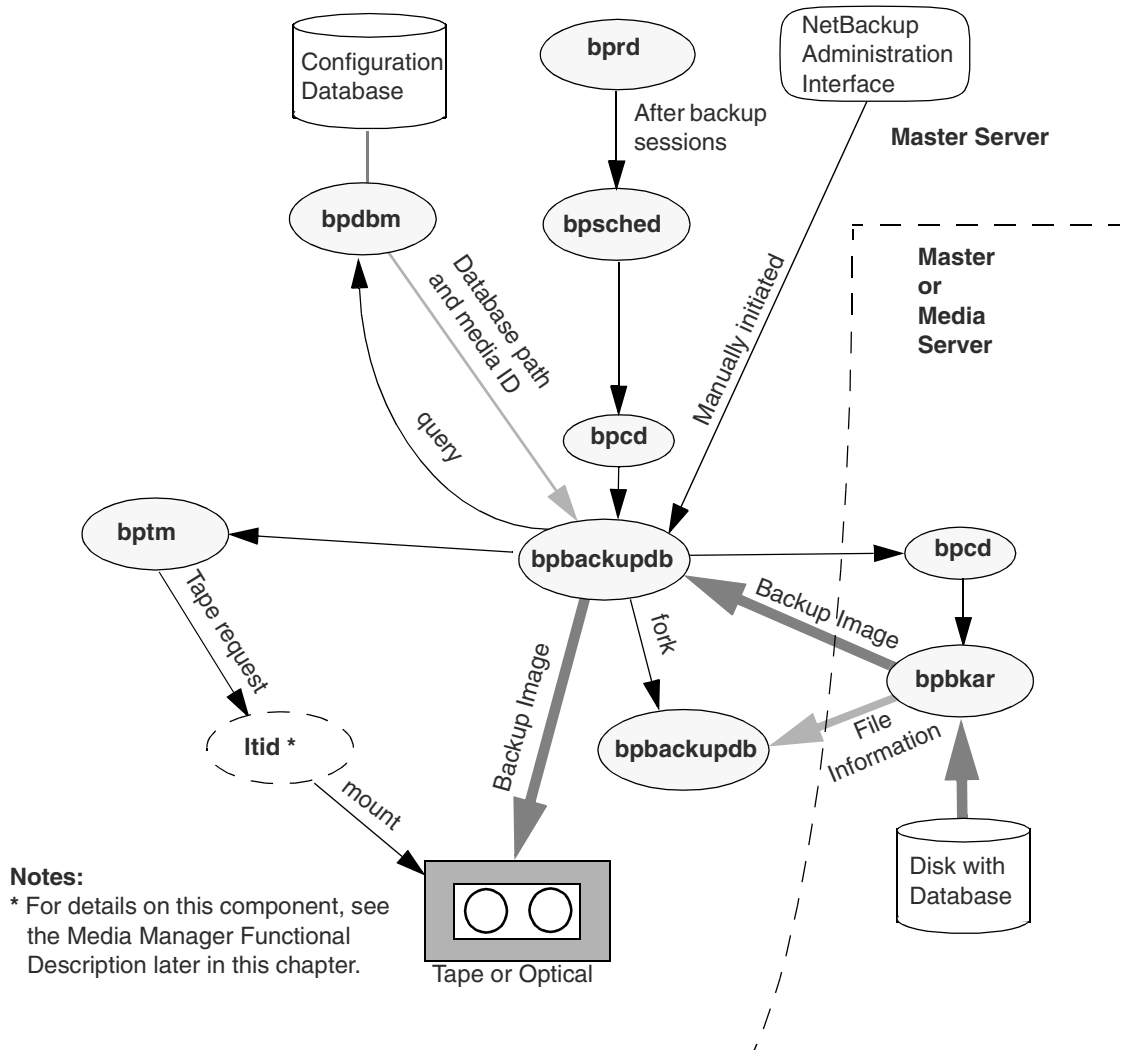 NetBackup
Administration
Interface
Configuration
Database
bprd
After backup
sessions
Master Server
bpdbm
bpsched
Master
or
Media
Server
Database path
and media ID
Manually initiated
query
bpcd
bptm
bpbackupdb
bpcd
Tape request
Backup Image
fork
Backup Image
bpbkar
File
Information
ltid *
bpbackupdb
mount
Disk with
Database
Notes:
* For details on this component, see
the Media Manager Functional
Description later in this chapter.
Tape or Optical